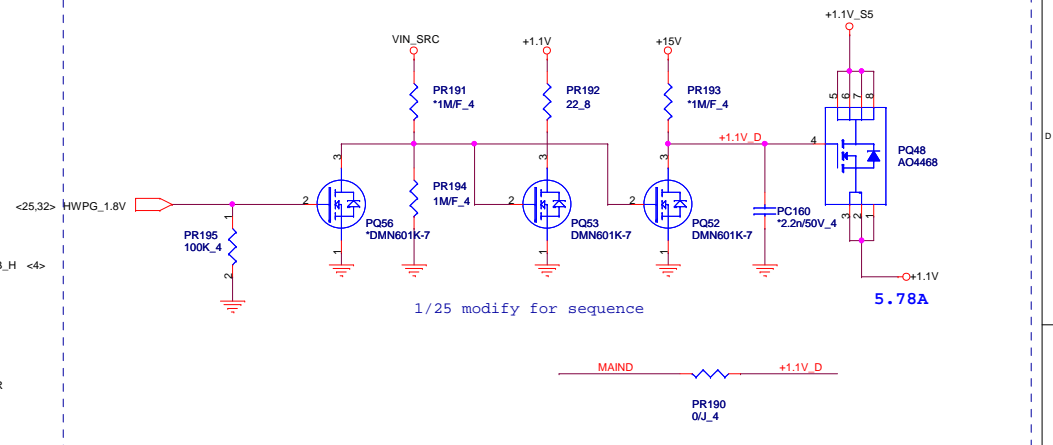 +1.1V_S5
VIN_SRC
+1.1V
+15V
PR191
*1M/F_4
PR192
22_8
PR193
*1M/F_4
5
6
7
8
D
+1.1V_D
4
PQ48
AO4468
3
3
3
<25,32>
HWPG_1.8V
2
2
2
PR194
1M/F_4
1
PR195
100K_4
2
PQ56
*DMN601K-7
PQ53
DMN601K-7
PQ52
DMN601K-7
PC160
*2.2n/50V_4
3
2
1
1
1
1
_H <4>
+1.1V
5.78A
1/25 modify for sequence
MAIND
+1.1V_D
PR190
0/J_4